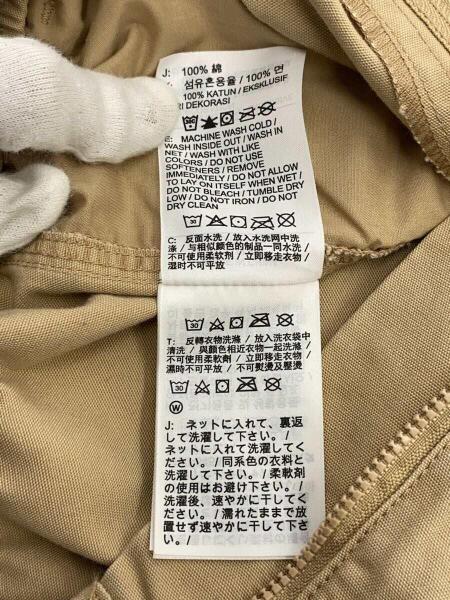 J: 100% 綿
섬유혼용율 / 100% 면
100% KATUN / EKSKLUSIF
RI DEKORASI
E: MACHINE WASH COLD /
WASH INSIDE OUT / WASH IN
NET / WASH WITH LIKE
COLORS / DO NOT USE
SOFTENERS / REMOVE
IMMEDIATELY / DO NOT ALLOW
TO LAY ON ITSELF WHEN WET /
DO NOT BLEACH / TUMBLE DRY
LOW / DO NOT IRON / DO NOT
DRY CLEAN
30
C: 反面水洗 / 放入水洗网中洗
涤 / 与相似颜色的制品一同水洗 /
不可使用柔软剂 / 立即移走衣物 /
湿时不可平放
30
T: 反轉衣物洗滌 / 放入洗衣袋中
清洗 / 與顏色相近衣物一起洗滌 /
不可使用柔軟劑 / 立即移走衣物 /
濕時不可平放 / 不可熨燙及壓燙
30
W
J: ネットに入れて、裏返
して洗濯して下さい。/
ネットに入れて洗濯して
下さい。/ 同系色の衣料と
洗濯して下さい。/ 柔軟剤
の使用はお避け下さい。/
洗濯後、速やかに干してく
ださい。/ 濡れたままで放
置せず速やかに干して下
さい。/